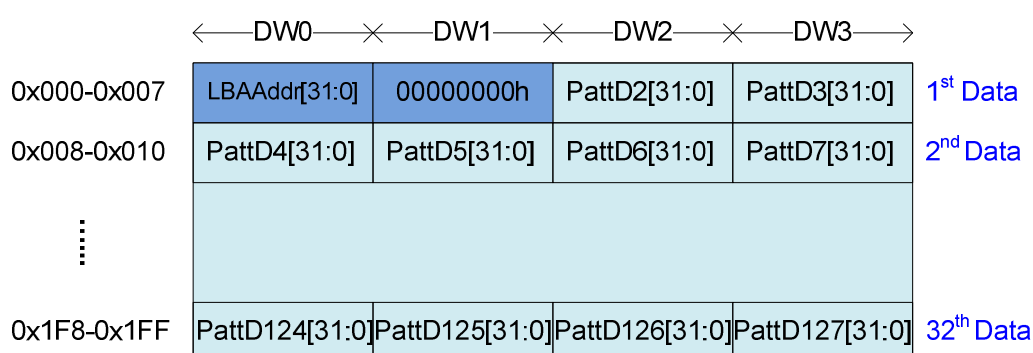 DW0 DW1 DW2 DW3
0x000-0x007 LBAAddr[31:0] 00000000h PattD2[31:0] PattD3[31:0] 1st Data
0x008-0x010 PattD4[31:0] PattD5[31:0] PattD6[31:0] PattD7[31:0] 2nd Data
0x1F8-0x1FF PattD124[31:0] PattD125[31:0] PattD126[31:0] PattD127[31:0] 32th Data